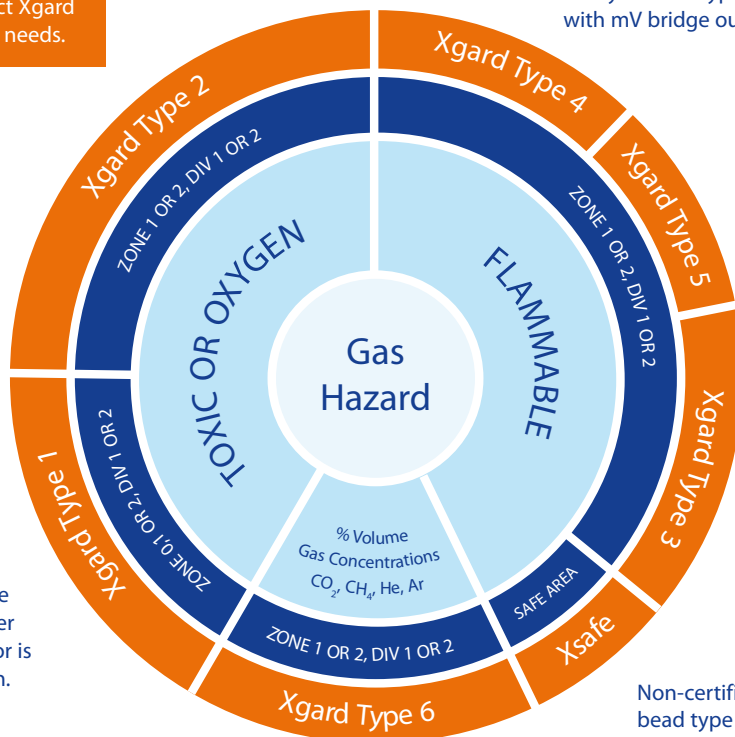 ct Xgard
needs.
with mV bridge ou
Xgard Type 2
Xgard Type 4
Xgard Type 5
Xgard Type 3
Xsafe
Xgard Type 6
Xgard Type 1
ZONE 1 OR 2, DIV 1 OR 2
ZONE 1 OR 2, DIV 1 OR 2
SAFE AREA
ZONE 1 OR 2, DIV 1 OR 2
ZONE 0,1 OR 2, DIV 1 OR 2
TOXIC OR OXYGEN
FLAMMABLE
% Volume
Gas Concentrations
CO₂, CH₄, He, Ar
Gas
Hazard
e
er
or is
n.
Non-certifi
bead type